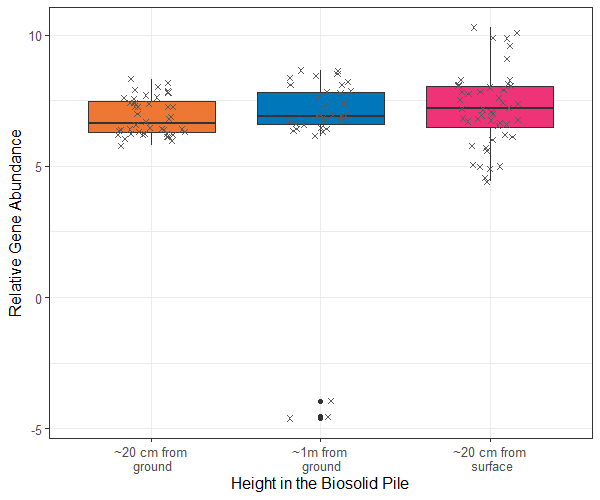 Relative Gene Abundance
10
5
0
-5
~20 cm from
ground
~1m from
ground
~20 cm from
surface
Height in the Biosolid Pile